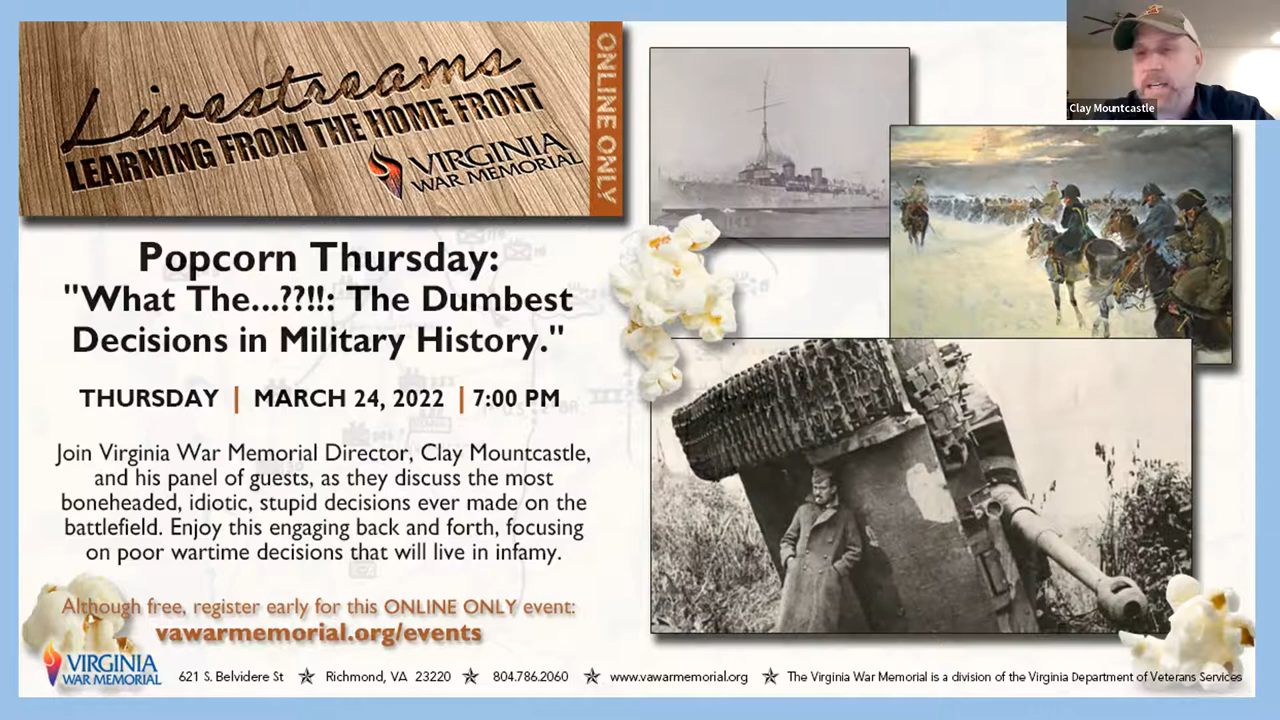 Livestreams
LEARNING FROM THE HOME FRONT
VIRGINIA
WAR MEMORIAL
ONLINE ONLY
Clay Mountcastle
Popcorn Thursday:
"What The...??!!: The Dumbest
Decisions in Military History."
THURSDAY | MARCH 24, 2022 | 7:00 PM
Join Virginia War Memorial Director, Clay Mountcastle,
and his panel of guests, as they discuss the most
boneheaded, idiotic, stupid decisions ever made on the
battlefield. Enjoy this engaging back and forth, focusing
on poor wartime decisions that will live in infamy.
Although free, register early for this ONLINE ONLY event:
vawarmemorial.org/events
VIRGINIA
WAR MEMORIAL
621 S. Belvidere St ★ Richmond, VA 23220 ★ 804.786.2060 ★ www.vawarmemorial.org ★ The Virginia War Memorial is a division of the Virginia Department of Veterans Services